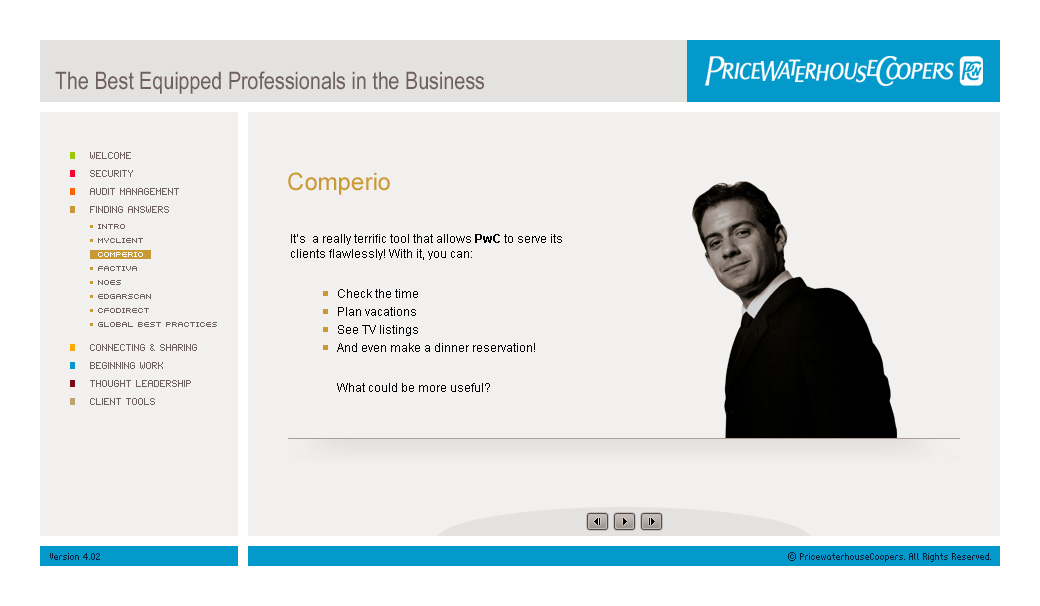 The Best Equipped Professionals in the Business
PRICEWATERHOUSECOOPERS PwC
WELCOME
SECURITY
AUDIT MANAGEMENT
FINDING ANSWERS
INTRO
MYCLIENT
COMPERIO
FACTIVA
NOES
EDGARSCAN
CFODIRECT
GLOBAL BEST PRACTICES
CONNECTING & SHARING
BEGINNING WORK
THOUGHT LEADERSHIP
CLIENT TOOLS
Comperio
It's a really terrific tool that allows PwC to serve its
clients flawlessly! With it, you can:
Check the time
Plan vacations
See TV listings
And even make a dinner reservation!
What could be more useful?
Version 4.02
© PricewaterhouseCoopers. All Rights Reserved.